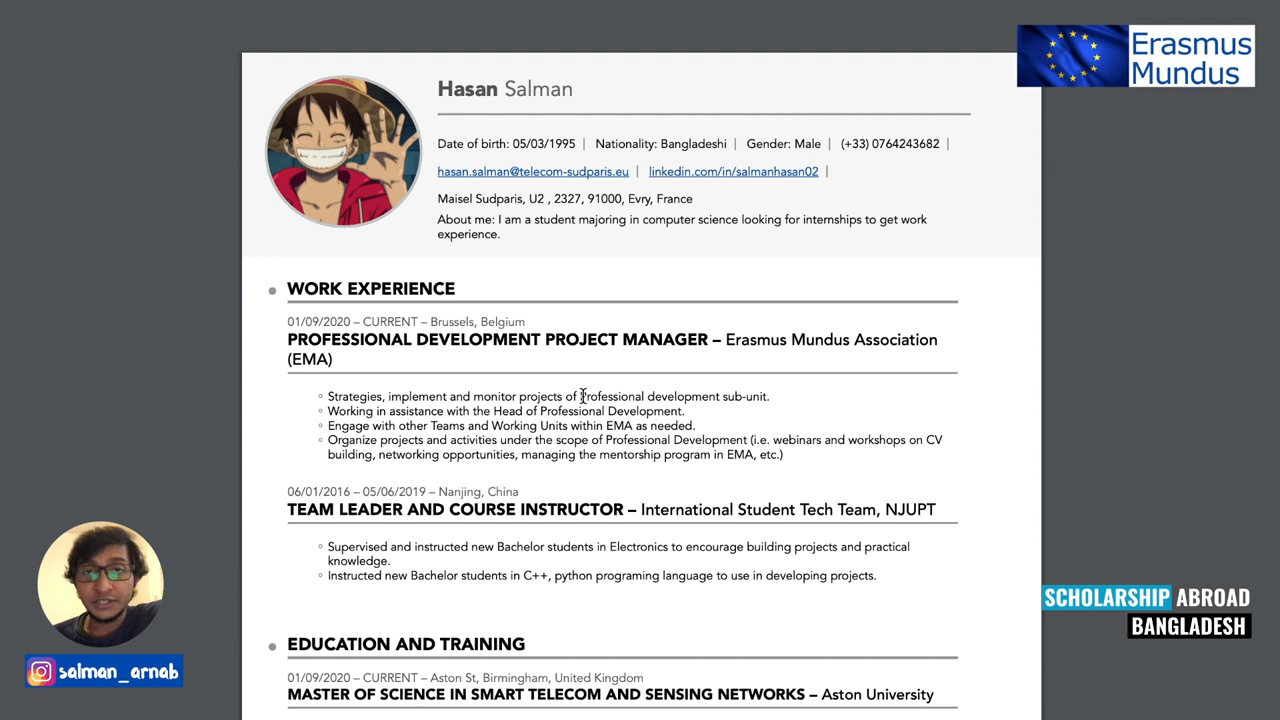 Erasmus
Mundus
Hasan Salman
Date of birth: 05/03/1995 | Nationality: Bangladeshi | Gender: Male | (+33) 0764243682 |
hasan.salman@telecom-sudparis.eu | linkedin.com/in/salmanhasan02 |
Maisel Sudparis, U2 , 2327, 91000, Evry, France
About me: I am a student majoring in computer science looking for internships to get work
experience.
WORK EXPERIENCE
01/09/2020 – CURRENT – Brussels, Belgium
PROFESSIONAL DEVELOPMENT PROJECT MANAGER – Erasmus Mundus Association
(EMA)
◦ Strategies, implement and monitor projects of Professional development sub-unit.
◦ Working in assistance with the Head of Professional Development.
◦ Engage with other Teams and Working Units within EMA as needed.
◦ Organize projects and activities under the scope of Professional Development (i.e. webinars and workshops on CV
building, networking opportunities, managing the mentorship program in EMA, etc.)
06/01/2016 – 05/06/2019 – Nanjing, China
TEAM LEADER AND COURSE INSTRUCTOR – International Student Tech Team, NJUPT
◦ Supervised and instructed new Bachelor students in Electronics to encourage building projects and practical
knowledge.
◦ Instructed new Bachelor students in C++, python programing language to use in developing projects.
EDUCATION AND TRAINING
01/09/2020 – CURRENT – Aston St, Birmingham, United Kingdom
MASTER OF SCIENCE IN SMART TELECOM AND SENSING NETWORKS – Aston University
salman_arnab
SCHOLARSHIP ABROAD
BANGLADESH